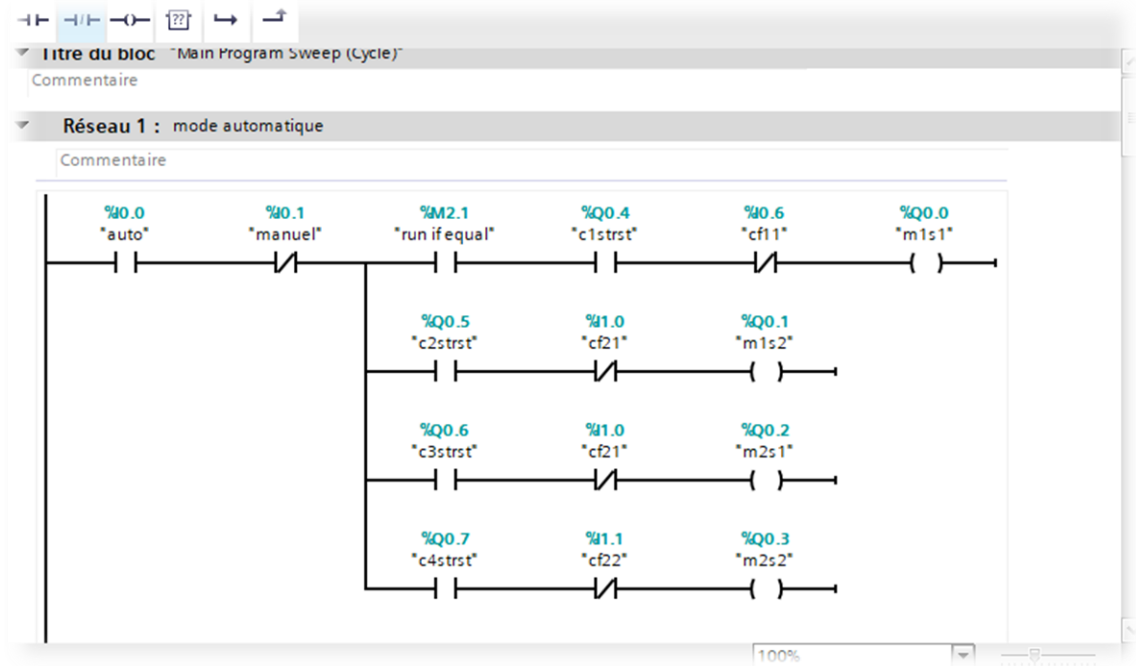 ??
Titre du bloc "Main Program Sweep (Cycle)"
Commentaire
Réseau 1 : mode automatique
Commentaire
%I0.0 %I0.1 %M2.1 %Q0.4 %I0.6 %Q0.0
"auto" "manuel" "run if equal" "c1strst" "cf11" "m1s1"
%Q0.5 %I1.0 %Q0.1
"c2strst" "cf21" "m1s2"
%Q0.6 %I1.0 %Q0.2
"c3strst" "cf21" "m2s1"
%Q0.7 %I1.1 %Q0.3
"c4strst" "cf22" "m2s2"
100%